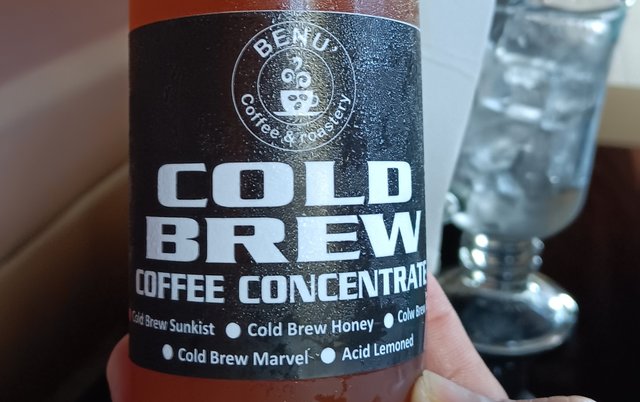 BENU'
Coffee & roastery
COLD
BREW
COFFEE CONCENTRATE
Cold Brew Sunkist Cold Brew Honey Colw Brew
Cold Brew Marvel Acid Lemoned